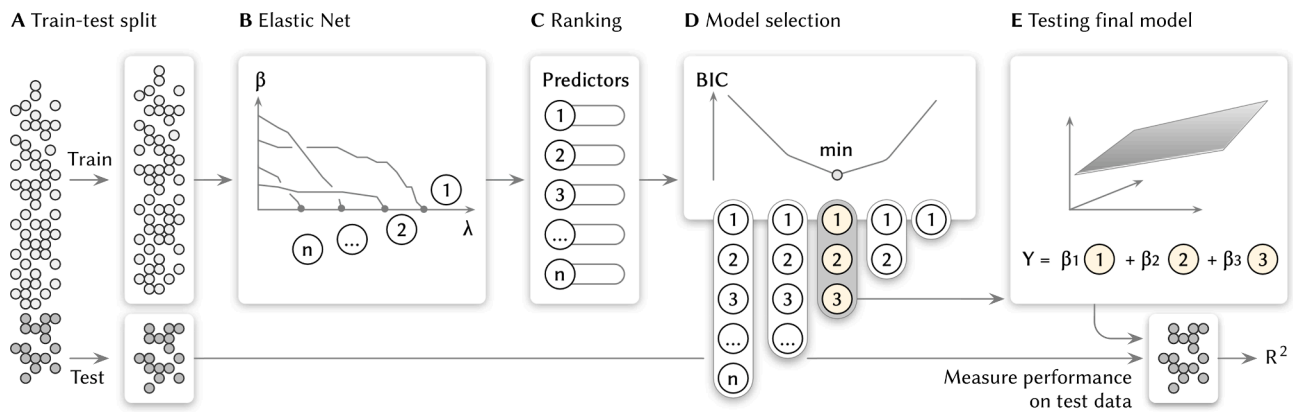 A Train-test split
B Elastic Net
C Ranking
D Model selection
E Testing final model
Train
Test
β
λ
1
2
...
n
Predictors
1
2
3
...
n
BIC
min
1 1 1 1 1
2 2 2 2
3 3 3
... ...
n
Y = β1 1 + β2 2 + β3 3
Measure performance
on test data
R²